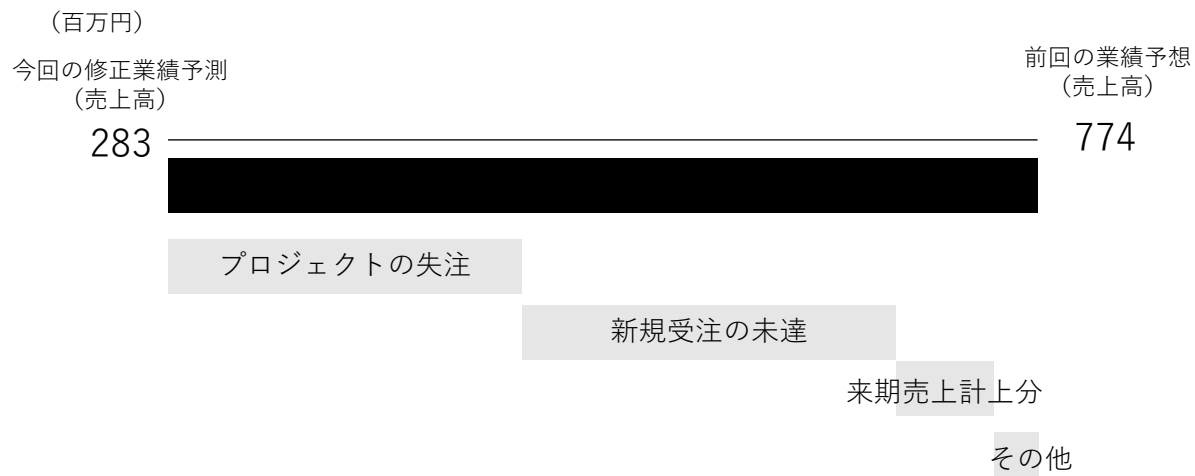 （百万円）
今回の修正業績予測
（売上高）
283
前回の業績予想
（売上高）
774
プロジェクトの失注
新規受注の未達
来期売上計上分
その他